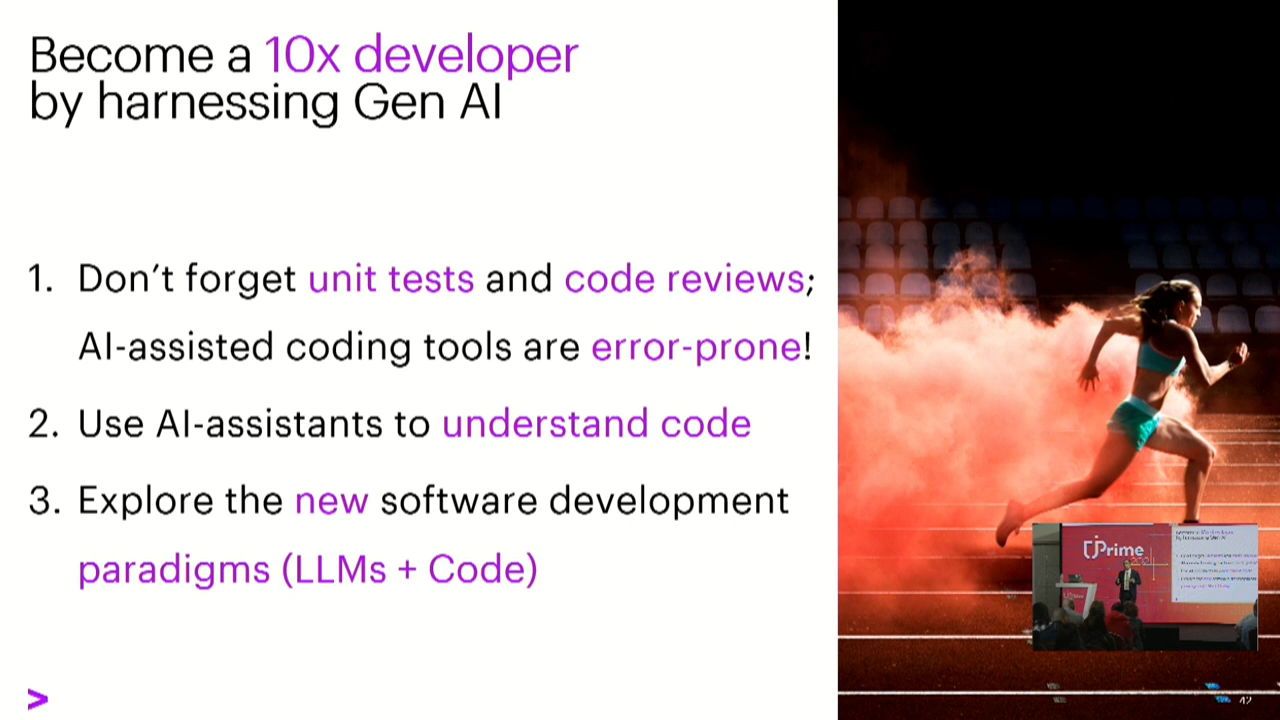 Become a 10x developer
by harnessing Gen AI
1. Don't forget unit tests and code reviews;
AI-assisted coding tools are error-prone!
2. Use AI-assistants to understand code
3. Explore the new software development
paradigms (LLMs + Code)
>
jPrime
42